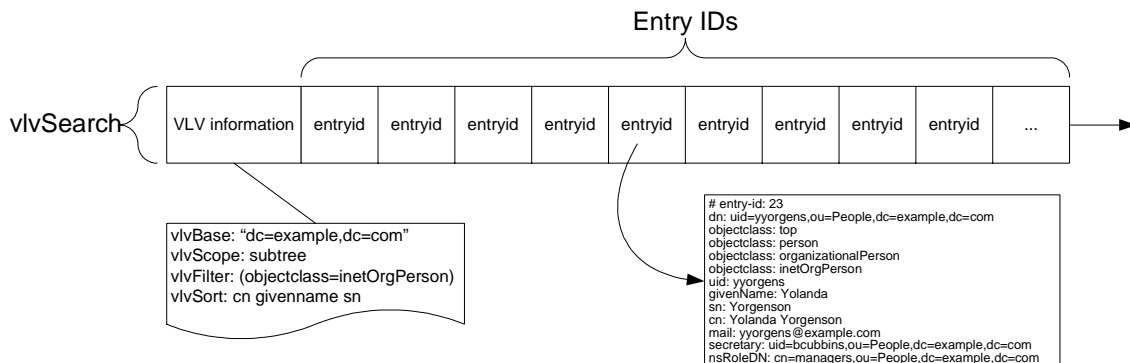 Entry IDs
vlvSearch
VLV information entryid entryid entryid entryid entryid entryid entryid entryid entryid ...
vlvBase: “dc=example,dc=com”
vlvScope: subtree
vlvFilter: (objectclass=inetOrgPerson)
vlvSort: cn givenname sn
# entry-id: 23
dn: uid=yyorgens,ou=People,dc=example,dc=com
objectclass: top
objectclass: person
objectclass: organizationalPerson
objectclass: inetOrgPerson
uid: yyorgens
givenName: Yolanda
sn: Yorgenson
cn: Yolanda Yorgenson
mail: yyorgens@example.com
secretary: uid=bcubbins,ou=People,dc=example,dc=com
nsRoleDN: cn=managers,ou=People,dc=example,dc=com